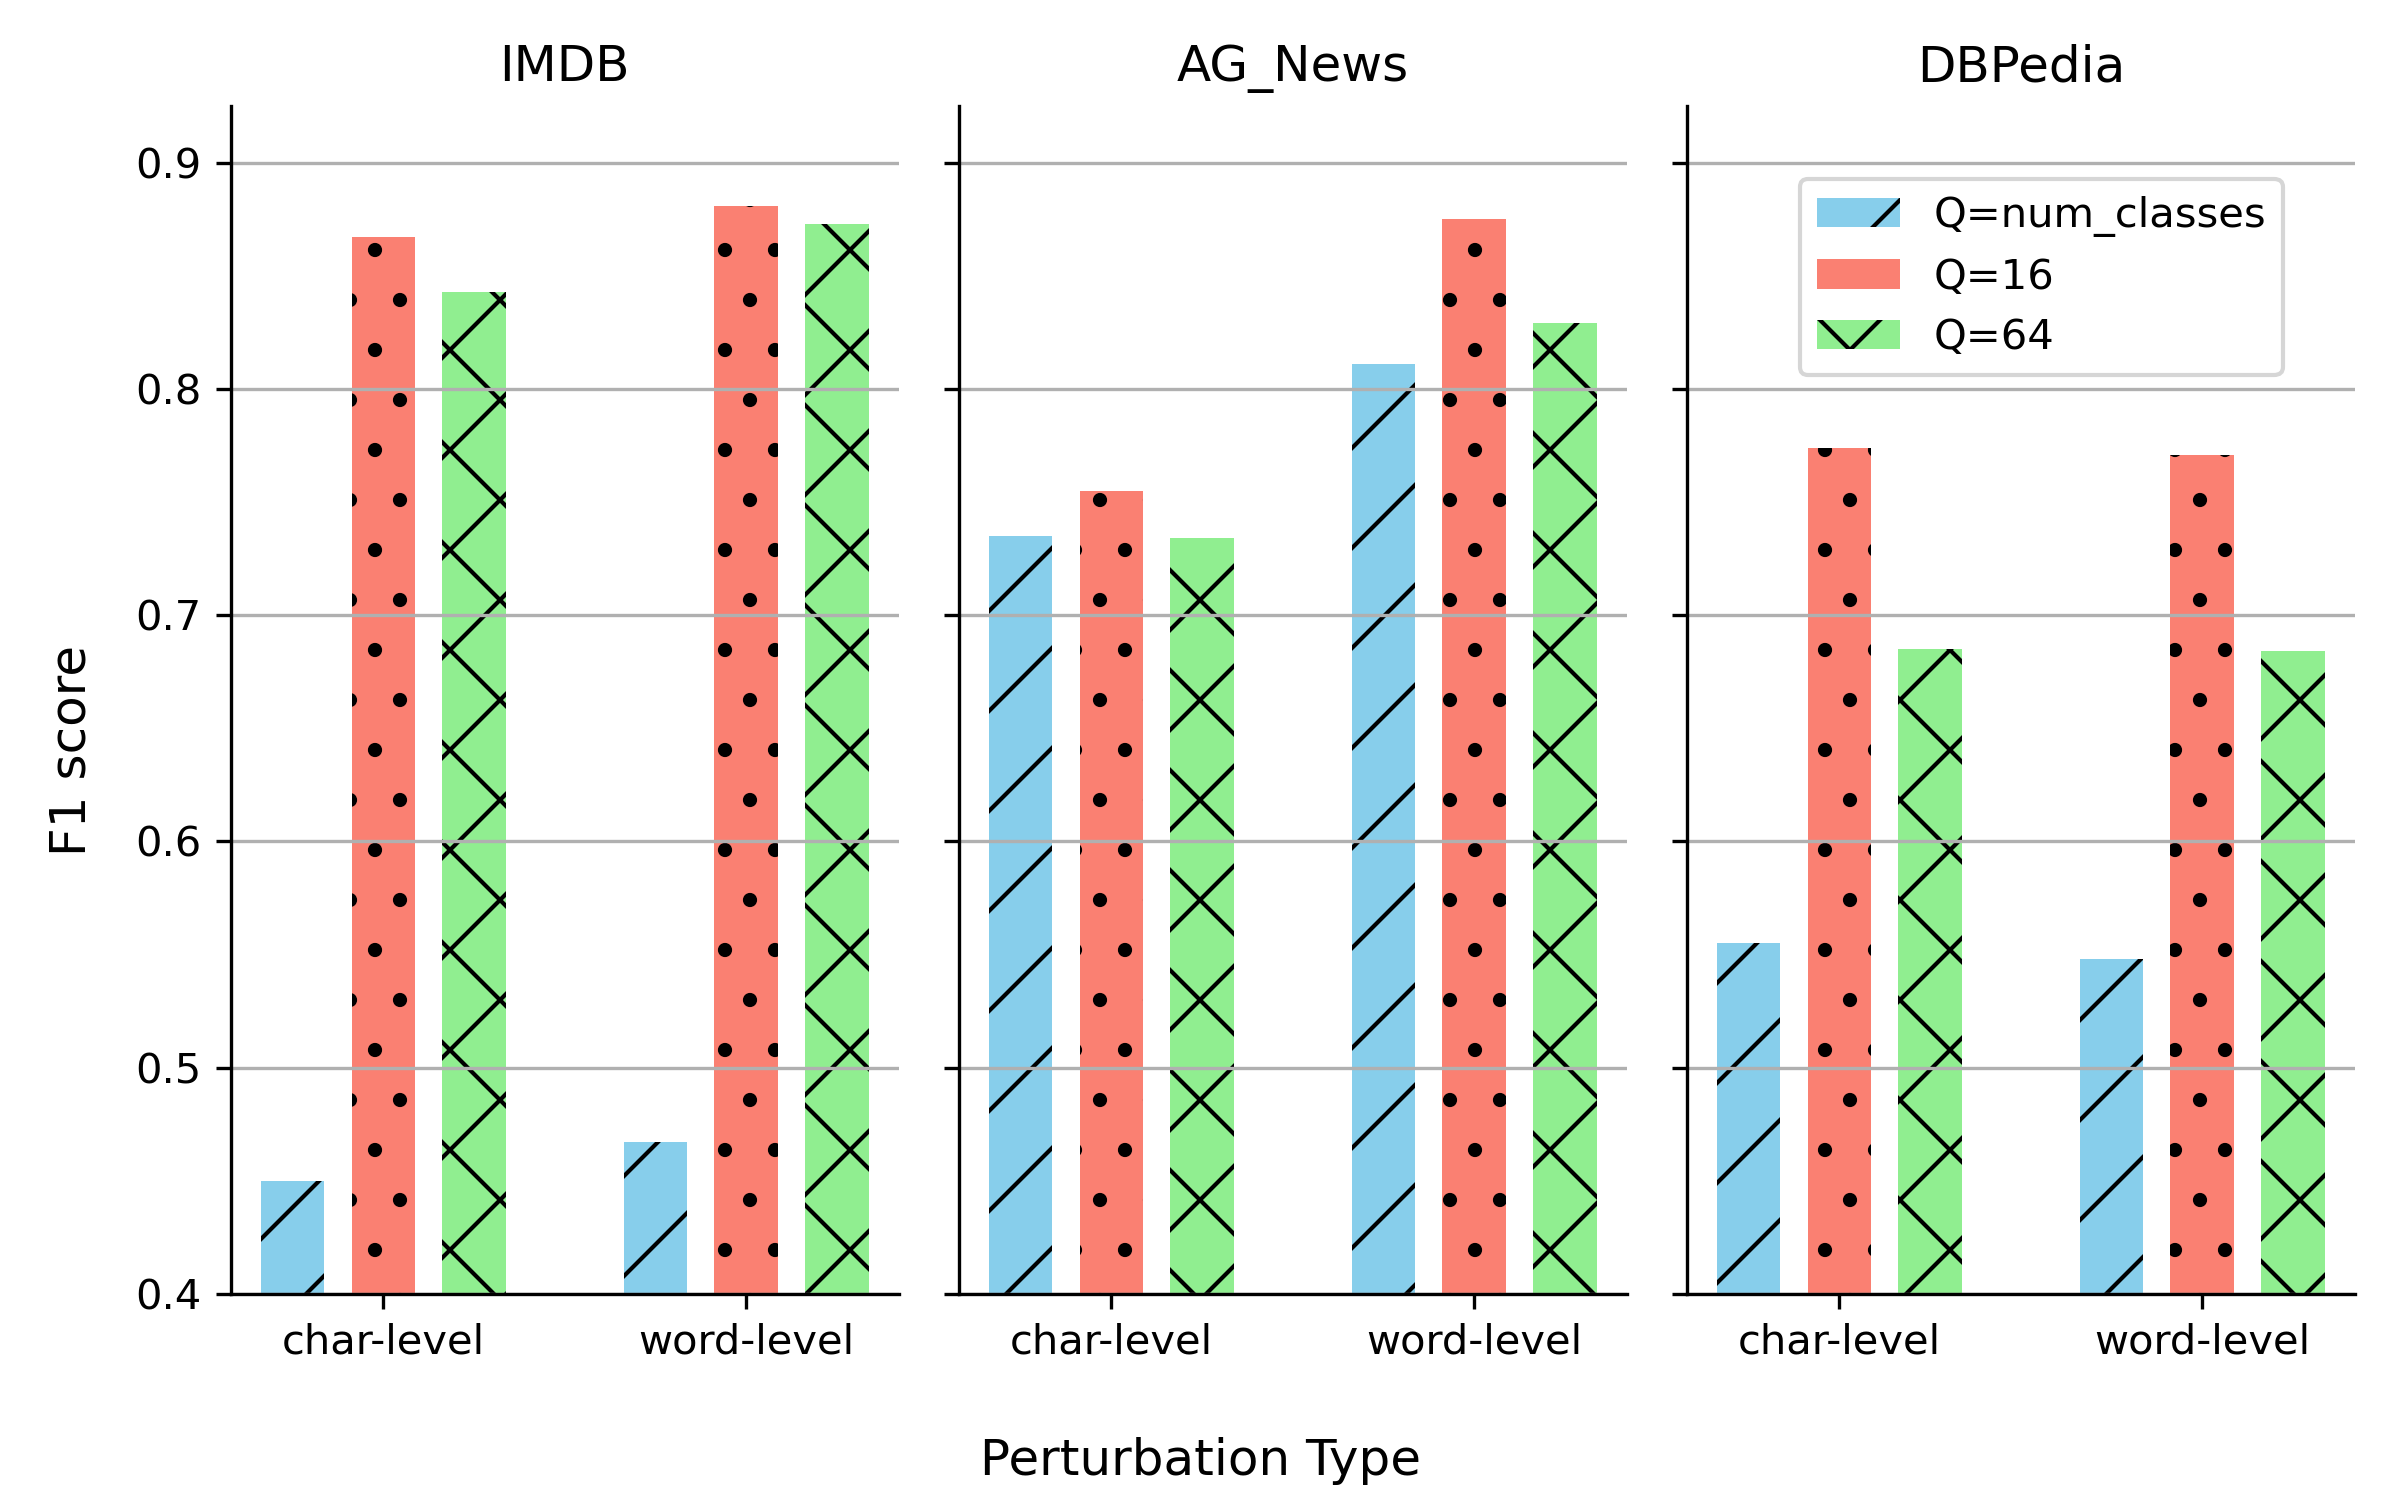 IMDB
AG_News
DBPedia
F1 score
0.9
0.8
0.7
0.6
0.5
0.4
Q=num_classes
Q=16
Q=64
char-level
word-level
char-level
word-level
char-level
word-level
Perturbation Type